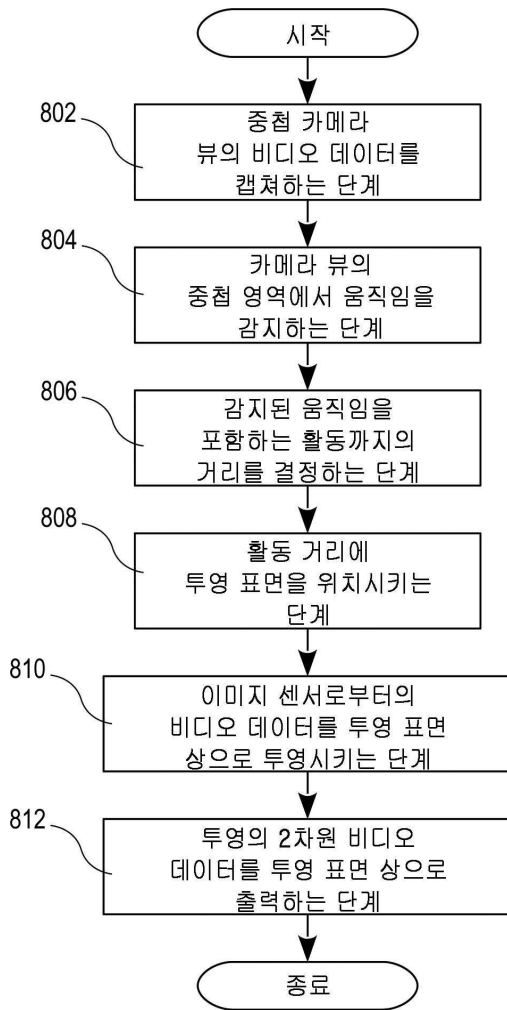 시작
802
중첩 카메라
뷰의 비디오 데이터를
캡쳐하는 단계
804
카메라 뷰의
중첩 영역에서 움직임을
감지하는 단계
806
감지된 움직임을
포함하는 활동까지의
거리를 결정하는 단계
808
활동 거리에
투영 표면을 위치시키는
단계
810
이미지 센서로부터의
비디오 데이터를 투영 표면
상으로 투영시키는 단계
812
투영의 2차원 비디오
데이터를 투영 표면 상으로
출력하는 단계
종료